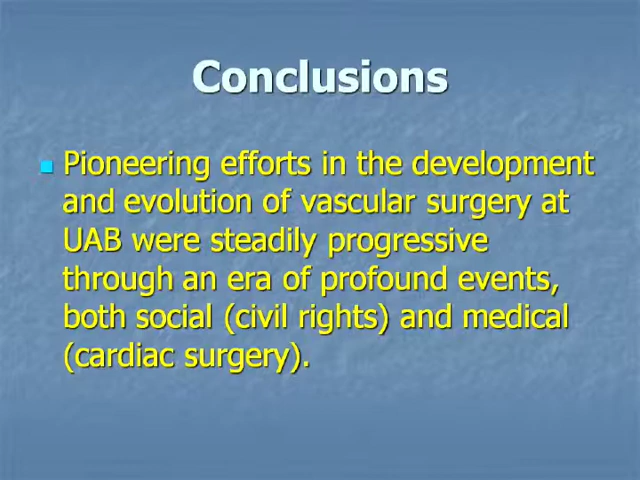 Conclusions
Pioneering efforts in the development
and evolution of vascular surgery at
UAB were steadily progressive
through an era of profound events,
both social (civil rights) and medical
(cardiac surgery).